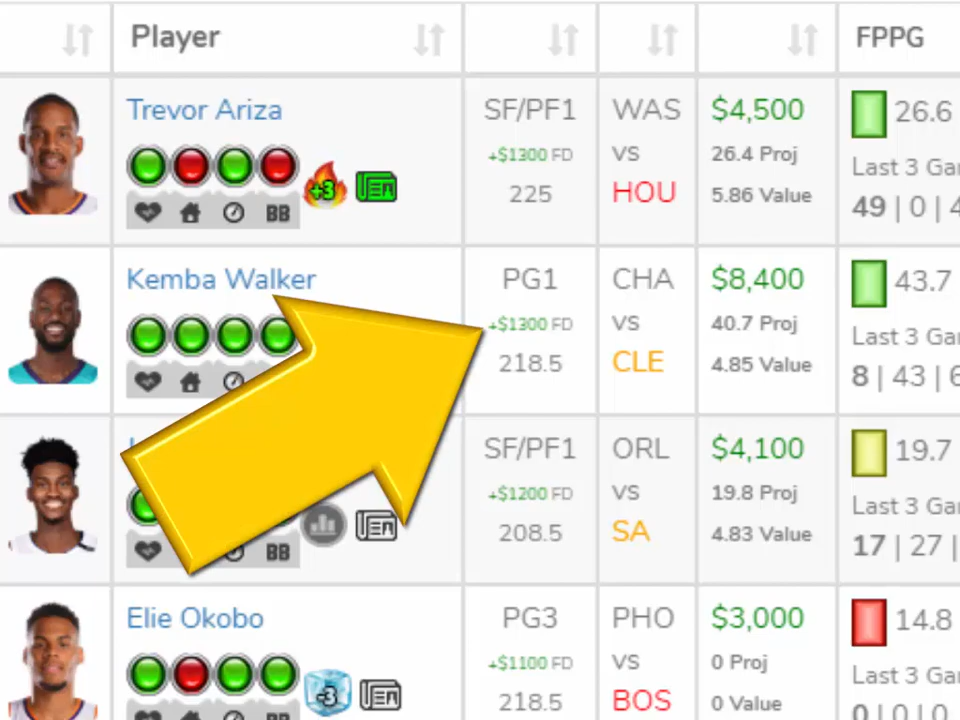 Player FPPG
Trevor Ariza SF/PF1 WAS $4,500 26.6
+$1300 FD VS 26.4 Proj Last 3
+3 225 HOU 5.86 Value 49 | 0 |
BB
Kemba Walker PG1 CHA $8,400 43.7
+$1300 FD VS 40.7 Proj Last 3
218.5 CLE 4.85 Value 8 | 43 |
SF/PF1 ORL $4,100 19.7
+$1200 FD VS 19.8 Proj Last 3
208.5 SA 4.83 Value 17 | 27 |
BB
Elie Okobo PG3 PHO $3,000 14.8
+$1100 FD VS 0 Proj Last 3
-3 218.5 BOS 0 Value 0 | 0 | 0